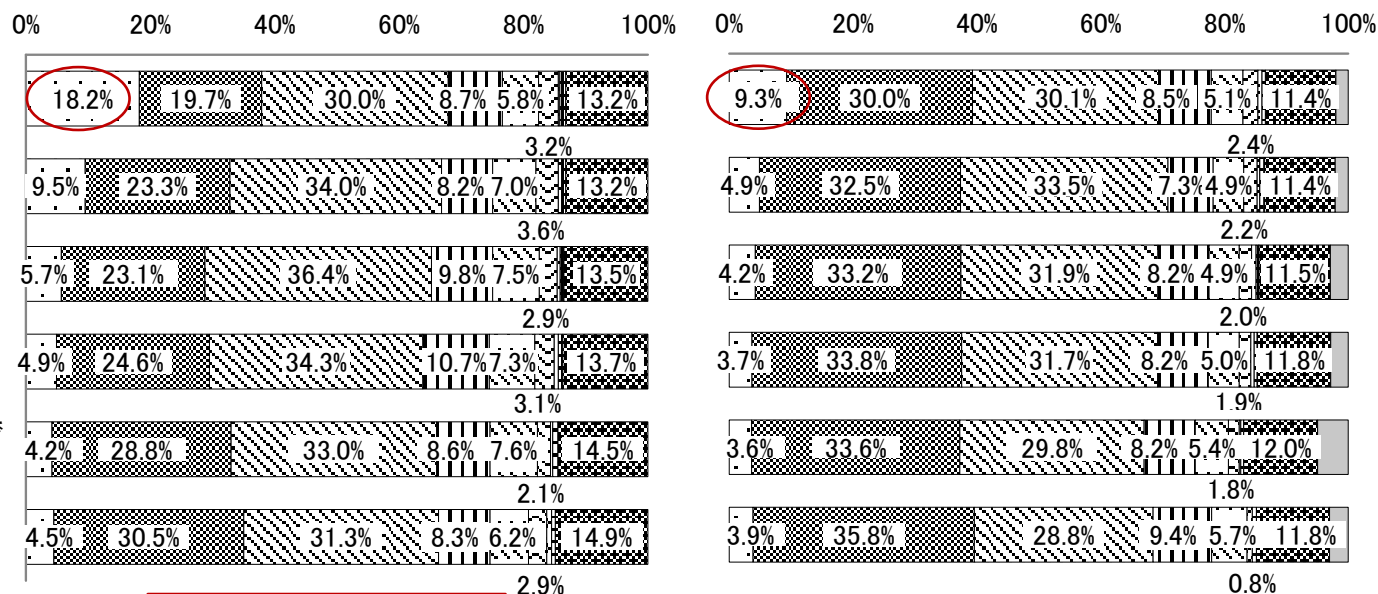 0% 20% 40% 60% 80% 100%
18.2% 19.7% 30.0% 8.7% 5.8% 13.2%
3.2%
9.5% 23.3% 34.0% 8.2% 7.0% 13.2%
3.6%
5.7% 23.1% 36.4% 9.8% 7.5% 13.5%
2.9%
4.9% 24.6% 34.3% 10.7% 7.3% 13.7%
3.1%
4.2% 28.8% 33.0% 8.6% 7.6% 14.5%
2.1%
4.5% 30.5% 31.3% 8.3% 6.2% 14.9%
2.9%
0% 20% 40% 60% 80% 100%
9.3% 30.0% 30.1% 8.5% 5.1% 11.4%
2.4%
4.9% 32.5% 33.5% 7.3% 4.9% 11.4%
2.2%
4.2% 33.2% 31.9% 8.2% 4.9% 11.5%
2.0%
3.7% 33.8% 31.7% 8.2% 5.0% 11.8%
1.9%
3.6% 33.6% 29.8% 8.2% 5.4% 12.0%
1.8%
3.9% 35.8% 28.8% 9.4% 5.7% 11.8%
0.8%